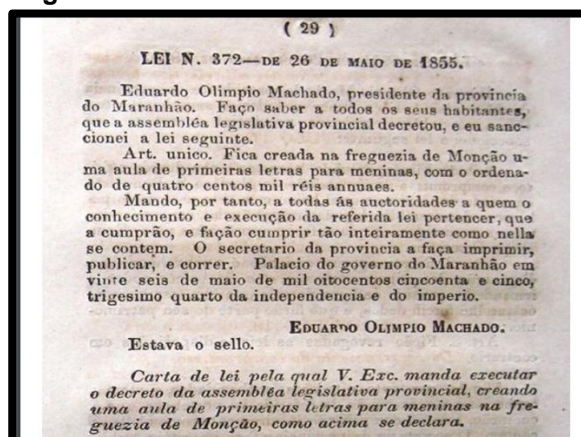 ( 29 )
LEI N. 372—DE 26 DE MAIO DE 1855.
Eduardo Olimpio Machado, presidente da provincia
do Maranhão. Faço saber a todos os seus habitantes,
que a assembléa legislativa provincial decretou, e eu sanc-
cionei a lei seguinte.
Art. unico. Fica creada na freguezia de Monção u-
ma aula de primeiras letras para meninas, com o ordena-
do de quatro centos mil réis annuaes.
Mando, por tanto, a todas ás auctoridades a quem o
conhecimento e execução da referida lei pertencer, que
a cumprão, e fação cumprir tão inteiramente como nella
se contem. O secretario da provincia a faça imprimir,
publicar, e correr. Palacio do governo do Maranhão em
vinte seis de maio de mil oitocentos cincoenta e cinco,
trigesimo quarto da independencia e do imperio.
EDUARDO OLIMPIO MACHADO.
Estava o sello.
Carta de lei pela qual V. Exc. manda executar
o decreto da assembléa legislativa provincial, creando
uma aula de primeiras letras para meninas na fre-
guezia de Monção, como acima se declara.